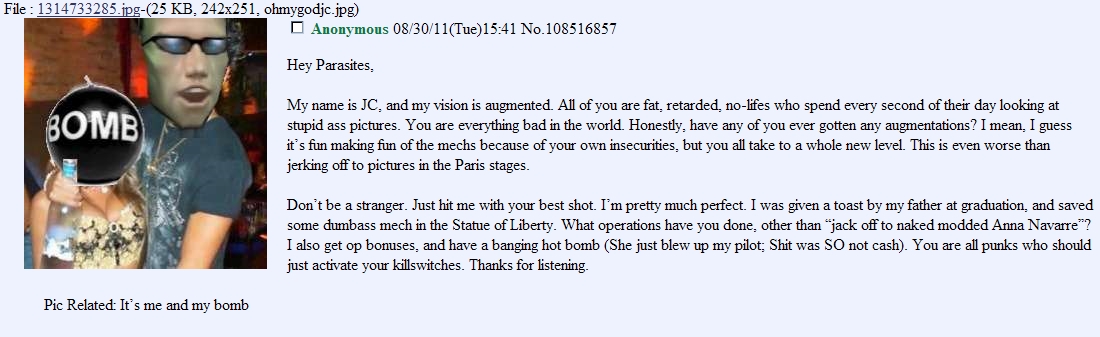 File : 1314733285.jpg-(25 KB, 242x251, ohmygodjc.jpg)
Anonymous 08/30/11(Tue)15:41 No.108516857
Hey Parasites,
My name is JC, and my vision is augmented. All of you are fat, retarded, no-lifes who spend every second of their day looking at
stupid ass pictures. You are everything bad in the world. Honestly, have any of you ever gotten any augmentations? I mean, I guess
it’s fun making fun of the mechs because of your own insecurities, but you all take to a whole new level. This is even worse than
jerking off to pictures in the Paris stages.
Don’t be a stranger. Just hit me with your best shot. I’m pretty much perfect. I was given a toast by my father at graduation, and saved
some dumbass mech in the Statue of Liberty. What operations have you done, other than “jack off to naked modded Anna Navarre”?
I also get op bonuses, and have a banging hot bomb (She just blew up my pilot; Shit was SO not cash). You are all punks who should
just activate your killswitches. Thanks for listening.
BOMB
Pic Related: It’s me and my bomb